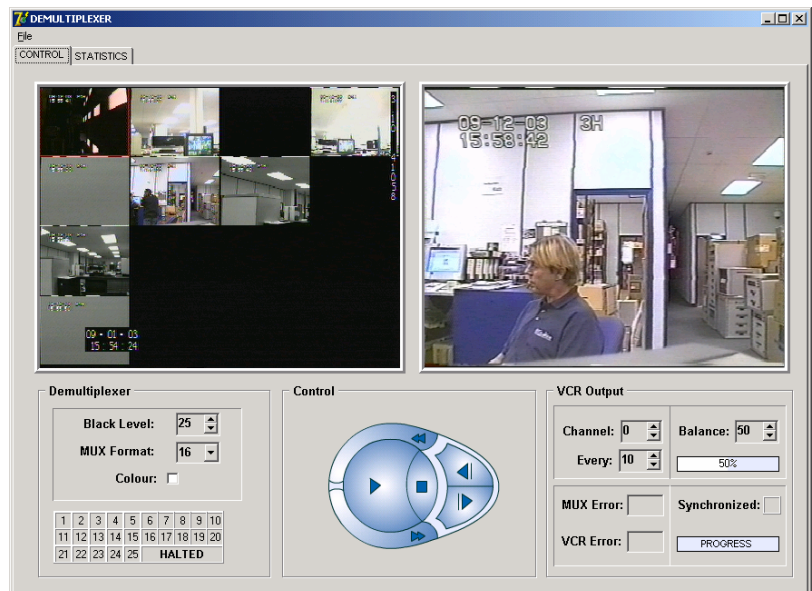 DEMULTIPLEXER
File
CONTROL STATISTICS
09-12-03 3H
15:58:42
09 • 01 • 03
15 : 54 : 24
Demultiplexer
Black Level: 25
MUX Format: 16
Colour:
1 2 3 4 5 6 7 8 9 10
11 12 13 14 15 16 17 18 19 20
21 22 23 24 25 HALTED
Control
VCR Output
Channel: 0 Balance: 50
Every: 10 50%
MUX Error: Synchronized:
VCR Error: PROGRESS